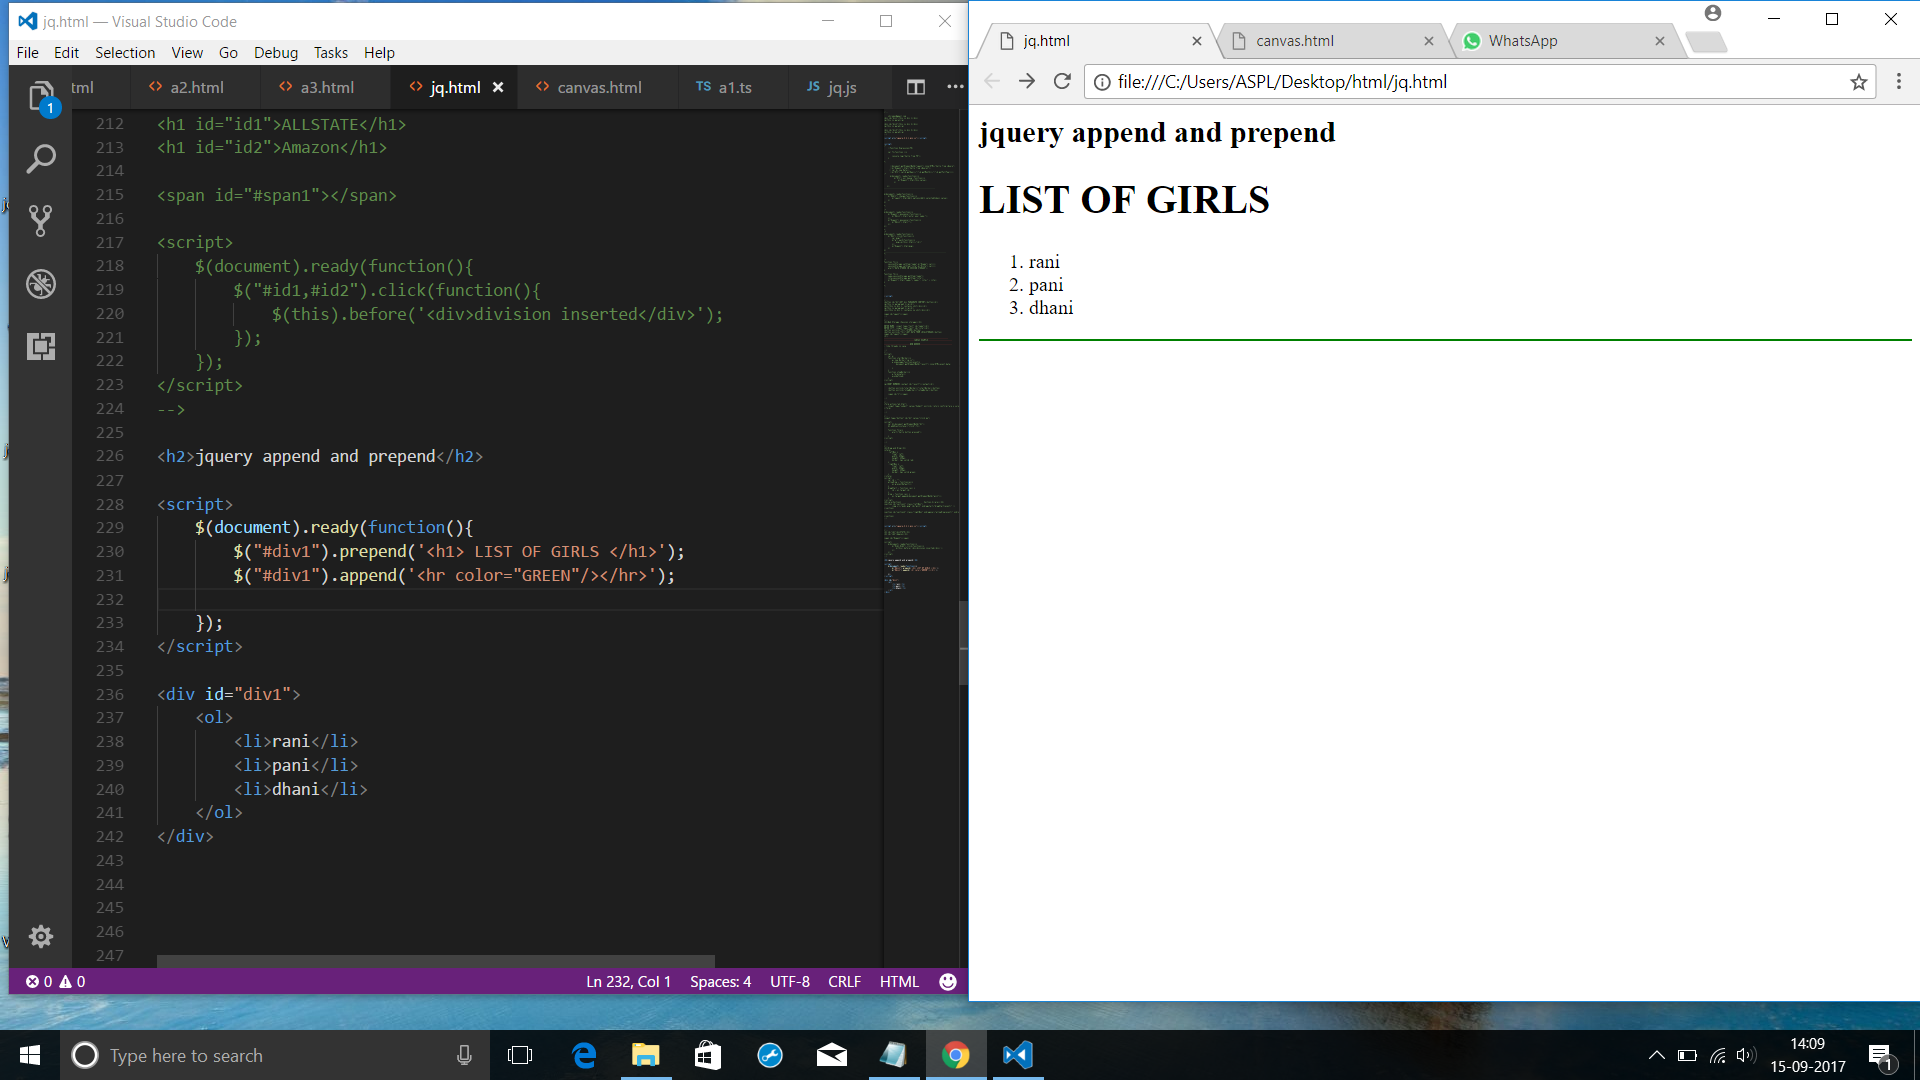 jq.html — Visual Studio Code
File Edit Selection View Go Debug Tasks Help
tml a2.html a3.html jq.html canvas.html TS a1.ts JS jq.js
1
212 <h1 id="id1">ALLSTATE</h1>
213 <h1 id="id2">Amazon</h1>
214
215 <span id="#span1"></span>
216
217 <script>
218 $(document).ready(function(){
219 $("#id1,#id2").click(function(){
220 $(this).before('<div>division inserted</div>');
221 });
222 });
223 </script>
224 -->
225
226 <h2>jquery append and prepend</h2>
227
228 <script>
229 $(document).ready(function(){
230 $("#div1").prepend('<h1> LIST OF GIRLS </h1>');
231 $("#div1").append('<hr color="GREEN"/></hr>');
232
233 });
234 </script>
235
236 <div id="div1">
237 <ol>
238 <li>rani</li>
239 <li>pani</li>
240 <li>dhani</li>
241 </ol>
242 </div>
243
244
245
246
247
0 0 Ln 232, Col 1 Spaces: 4 UTF-8 CRLF HTML
jq.html canvas.html WhatsApp
file:///C:/Users/ASPL/Desktop/html/jq.html
jquery append and prepend
LIST OF GIRLS
1. rani
2. pani
3. dhani
Type here to search
14:09
15-09-2017
1